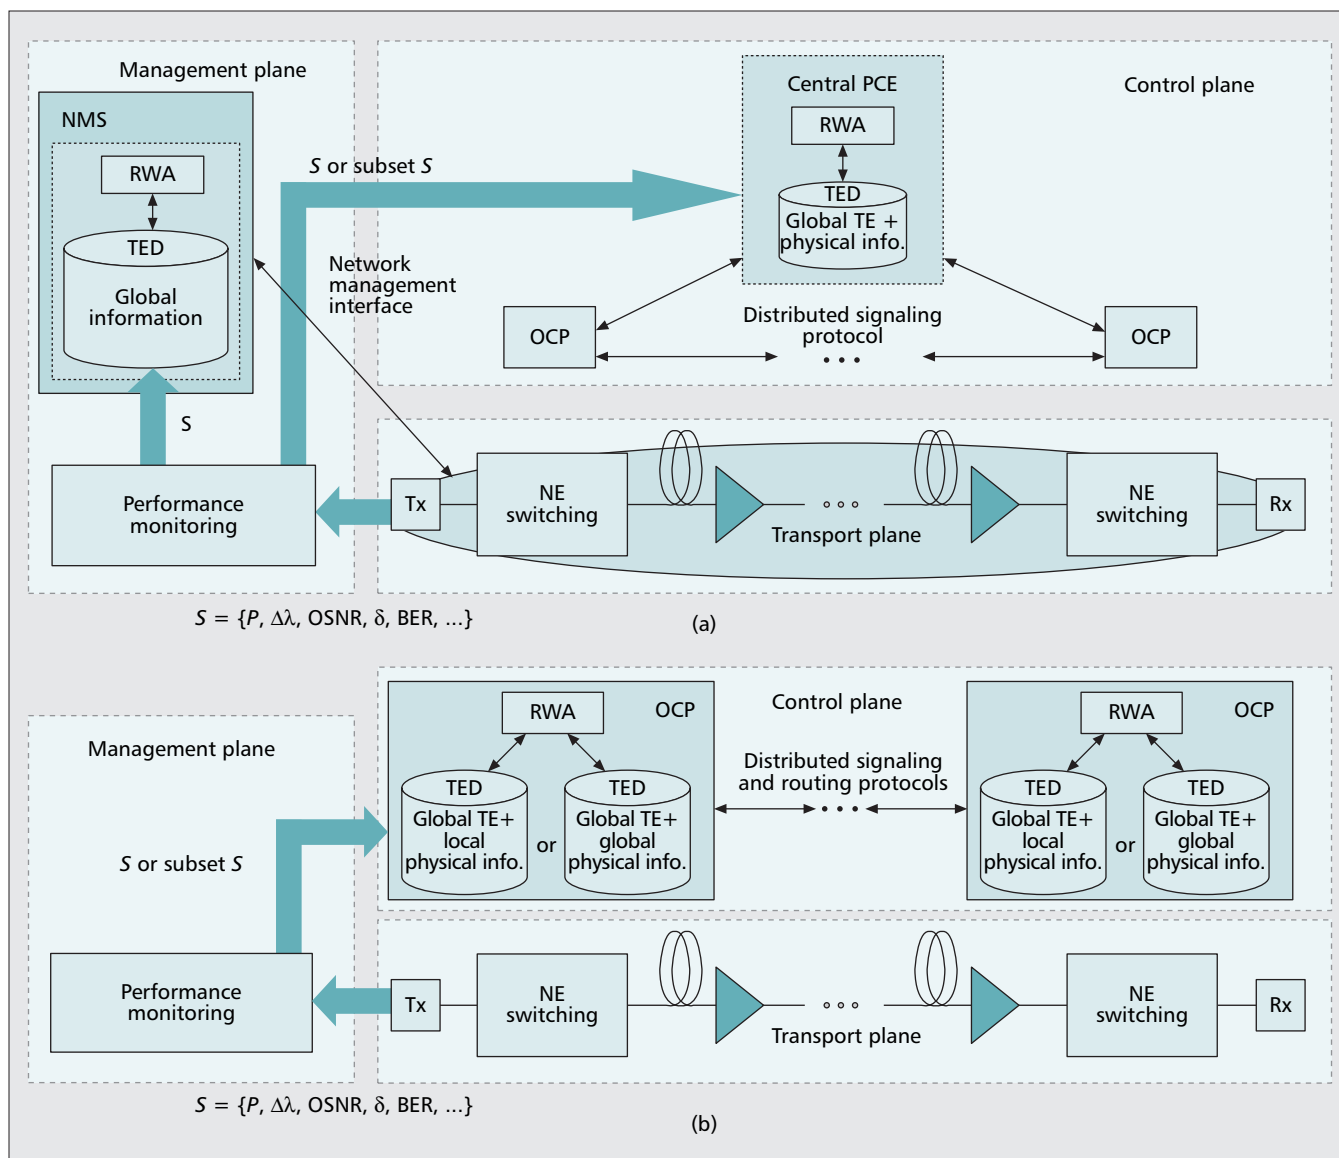 Management plane
NMS
RWA
TED
Global
information
S
Performance
monitoring
S or subset S
Network
management
interface
Central PCE
RWA
TED
Global TE +
physical info.
Control plane
OCP
Distributed signaling
protocol
OCP
Tx
NE
switching
Transport plane
NE
switching
Rx
S = {P, Δλ, OSNR, δ, BER, ...}
(a)
Management plane
S or subset S
Performance
monitoring
RWA
OCP
TED
Global TE+
local
physical info.
or
TED
Global TE+
global
physical info.
Control plane
Distributed signaling
and routing protocols
RWA
OCP
TED
Global TE+
local
physical info.
or
TED
Global TE+
global
physical info.
Tx
NE
switching
Transport plane
NE
switching
Rx
S = {P, Δλ, OSNR, δ, BER, ...}
(b)